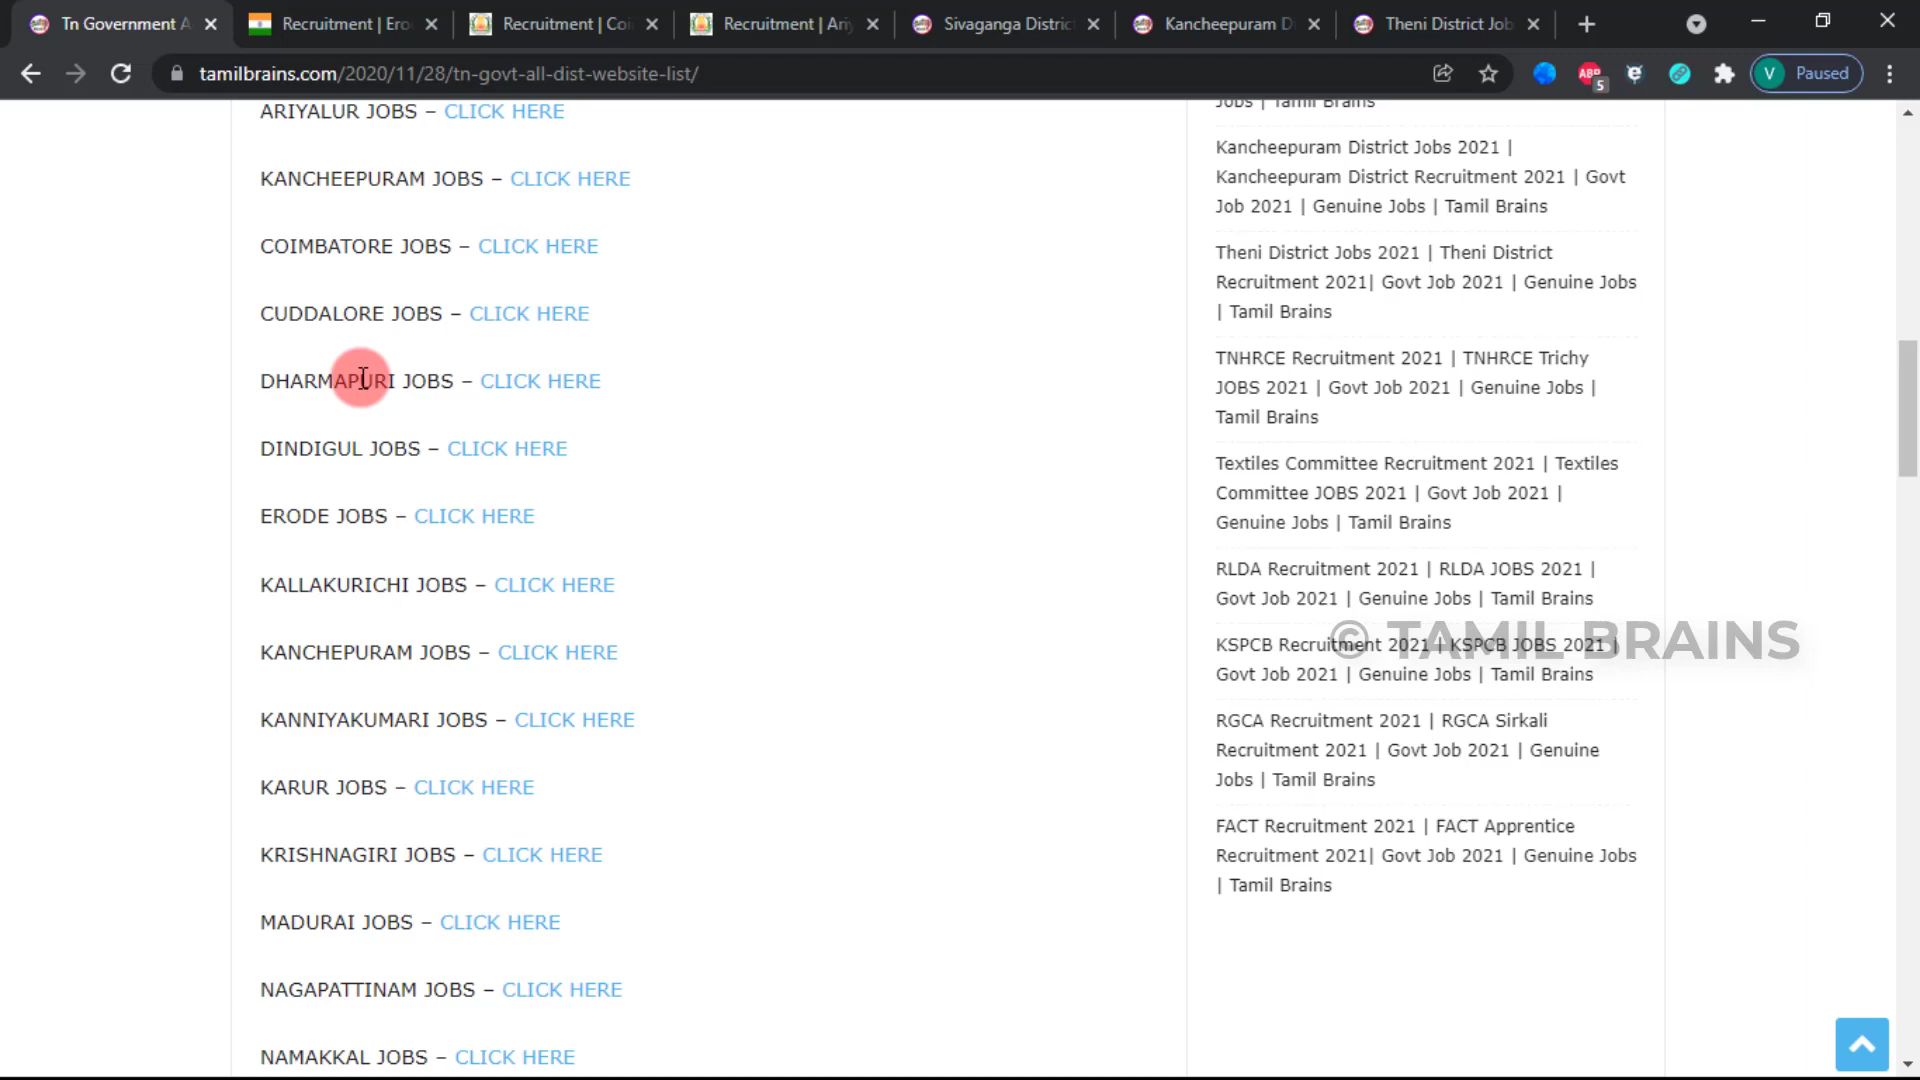 Tn Government A
Recruitment | Ero
Recruitment | Coi
Recruitment | Ariy
Sivaganga Distric
Kancheepuram D
Theni District Job
tamilbrains.com/2020/11/28/tn-govt-all-dist-website-list/
ABP
5
V
Paused
ARIYALUR JOBS – CLICK HERE
KANCHEEPURAM JOBS – CLICK HERE
COIMBATORE JOBS – CLICK HERE
CUDDALORE JOBS – CLICK HERE
DHARMAPURI JOBS – CLICK HERE
DINDIGUL JOBS – CLICK HERE
ERODE JOBS – CLICK HERE
KALLAKURICHI JOBS – CLICK HERE
KANCHEPURAM JOBS – CLICK HERE
KANNIYAKUMARI JOBS – CLICK HERE
KARUR JOBS – CLICK HERE
KRISHNAGIRI JOBS – CLICK HERE
MADURAI JOBS – CLICK HERE
NAGAPATTINAM JOBS – CLICK HERE
NAMAKKAL JOBS – CLICK HERE
Jobs | Tamil Brains
Kancheepuram District Jobs 2021 |
Kancheepuram District Recruitment 2021 | Govt
Job 2021 | Genuine Jobs | Tamil Brains
Theni District Jobs 2021 | Theni District
Recruitment 2021| Govt Job 2021 | Genuine Jobs
| Tamil Brains
TNHRCE Recruitment 2021 | TNHRCE Trichy
JOBS 2021 | Govt Job 2021 | Genuine Jobs |
Tamil Brains
Textiles Committee Recruitment 2021 | Textiles
Committee JOBS 2021 | Govt Job 2021 |
Genuine Jobs | Tamil Brains
RLDA Recruitment 2021 | RLDA JOBS 2021 |
Govt Job 2021 | Genuine Jobs | Tamil Brains
KSPCB Recruitment 2021 | KSPCB JOBS 2021 |
Govt Job 2021 | Genuine Jobs | Tamil Brains
© TAMIL BRAINS
RGCA Recruitment 2021 | RGCA Sirkali
Recruitment 2021 | Govt Job 2021 | Genuine
Jobs | Tamil Brains
FACT Recruitment 2021 | FACT Apprentice
Recruitment 2021| Govt Job 2021 | Genuine Jobs
| Tamil Brains